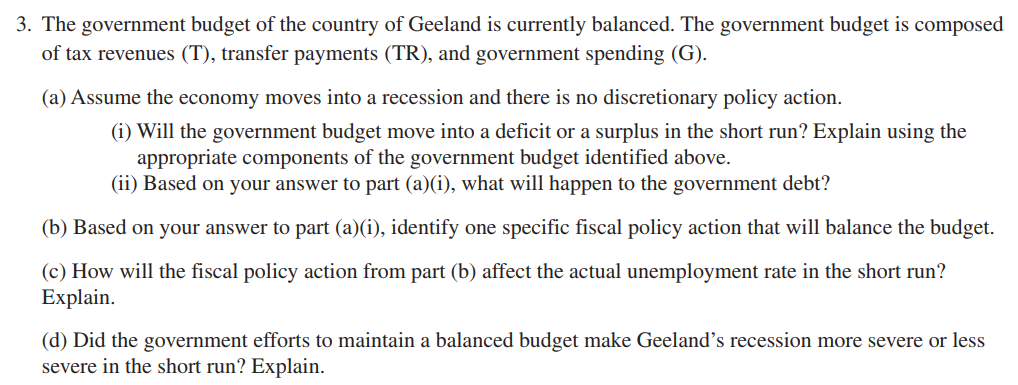 3. The government budget of the country of Geeland is currently balanced. The government budget is composed
of tax revenues (T), transfer payments (TR), and government spending (G).
(a) Assume the economy moves into a recession and there is no discretionary policy action.
(i) Will the government budget move into a deficit or a surplus in the short run? Explain using the
appropriate components of the government budget identified above.
(ii) Based on your answer to part (a)(i), what will happen to the government debt?
(b) Based on your answer to part (a)(i), identify one specific fiscal policy action that will balance the budget.
(c) How will the fiscal policy action from part (b) affect the actual unemployment rate in the short run?
Explain.
(d) Did the government efforts to maintain a balanced budget make Geeland’s recession more severe or less
severe in the short run? Explain.